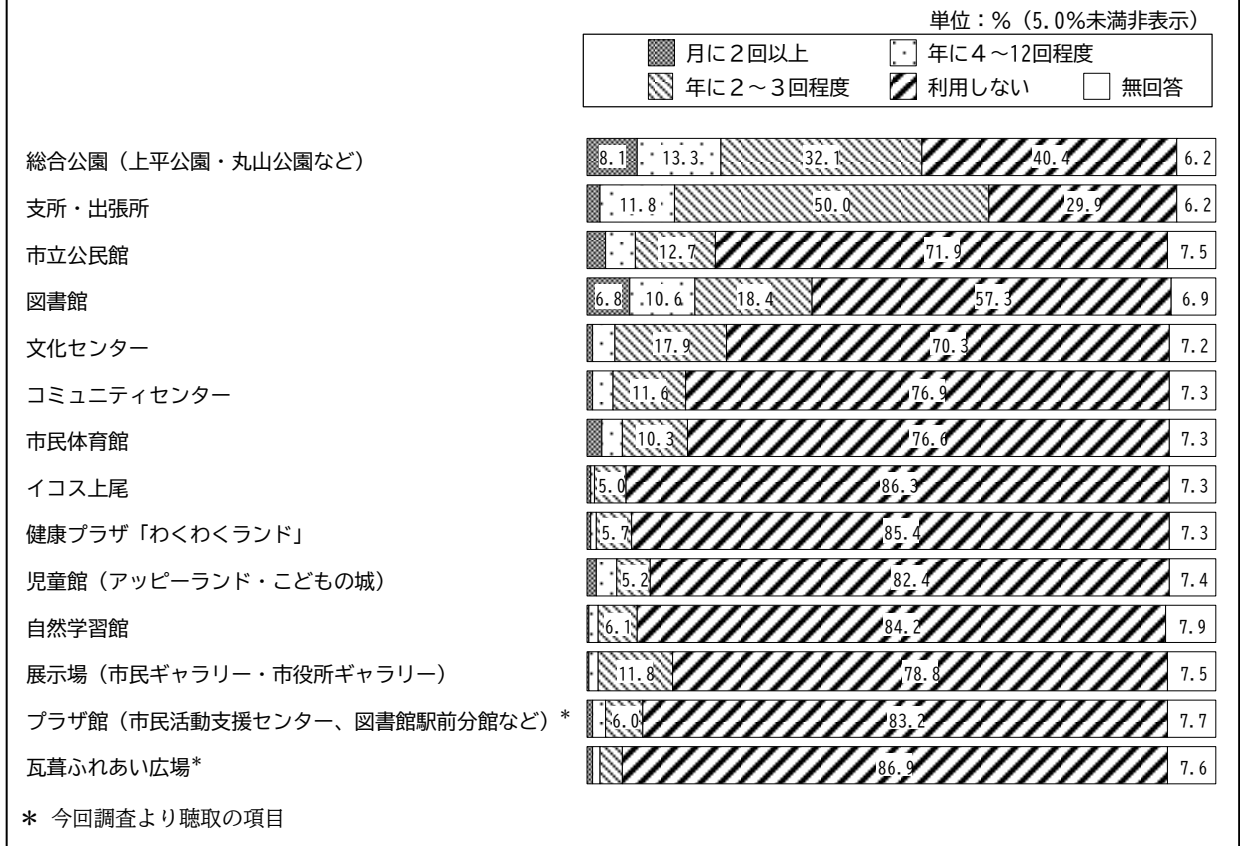 単位：％（5.0％未満非表示）
月に２回以上 年に４～12回程度
年に２～３回程度 利用しない 無回答
総合公園（上平公園・丸山公園など） 8.1 13.3 32.1 40.4 6.2
支所・出張所 11.8 50.0 29.9 6.2
市立公民館 12.7 71.9 7.5
図書館 6.8 10.6 18.4 57.3 6.9
文化センター 17.9 70.3 7.2
コミュニティセンター 11.6 76.9 7.3
市民体育館 10.3 76.6 7.3
イコス上尾 5.0 86.3 7.3
健康プラザ「わくわくランド」 5.7 85.4 7.3
児童館（アッピーランド・こどもの城） 5.2 82.4 7.4
自然学習館 6.1 84.2 7.9
展示場（市民ギャラリー・市役所ギャラリー） 11.8 78.8 7.5
プラザ館（市民活動支援センター、図書館駅前分館など）* 6.0 83.2 7.7
瓦葺ふれあい広場* 86.9 7.6
＊ 今回調査より聴取の項目